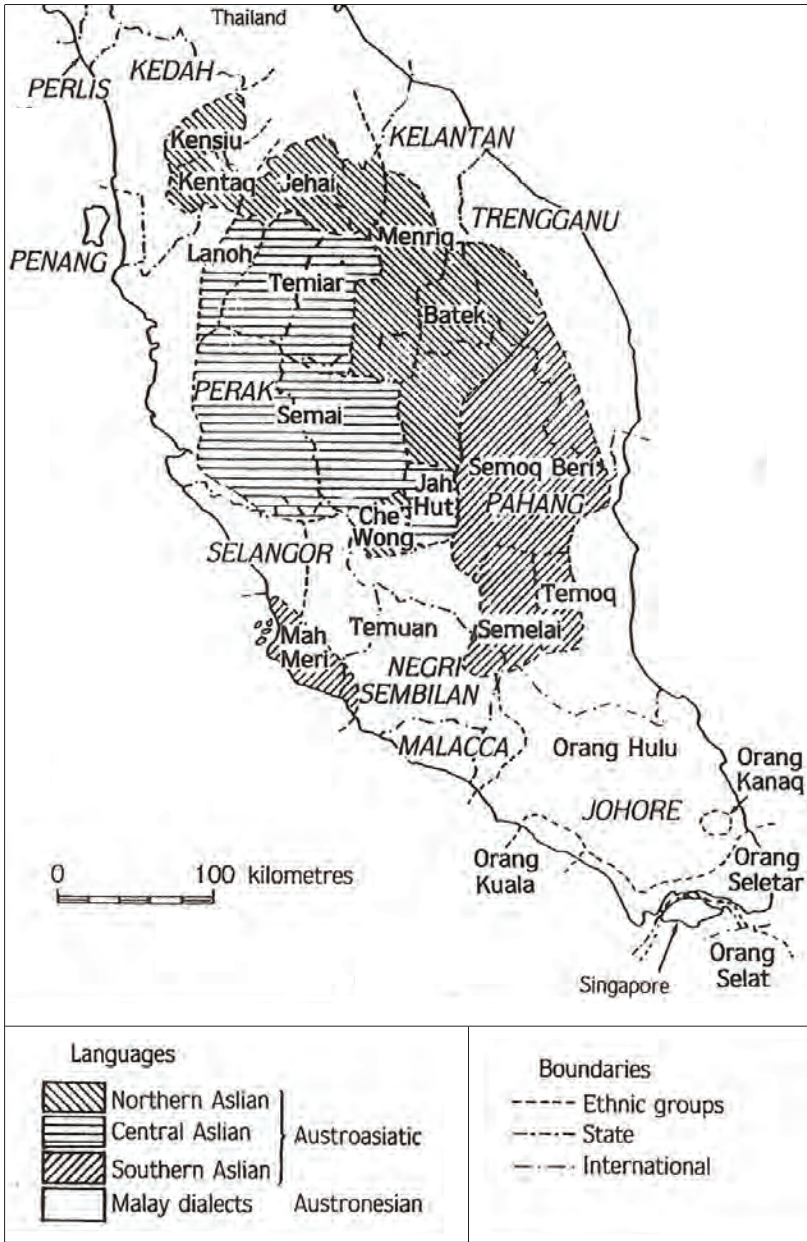 Thailand
KEDAH
PERLIS
KELANTAN
Kensiu
Kentaq
Jehai
TRENGGANU
Menriq
PENANG
Lanoh
Temiar
Batek
PERAK
Semai
Semoq Beri
Jah
Hut
PAHANG
Che
Wong
SELANGOR
Temoq
Mah
Meri
Temuan
Semelai
NEGRI
SEMBILAN
MALACCA
Orang Hulu
Orang
Kanaq
JOHORE
0 100 kilometres
Orang
Kuala
Orang
Seletar
Orang
Selat
Singapore
Languages
Northern Aslian
Central Aslian
Southern Aslian
Austroasiatic
Malay dialects Austronesian
Boundaries
Ethnic groups
State
International